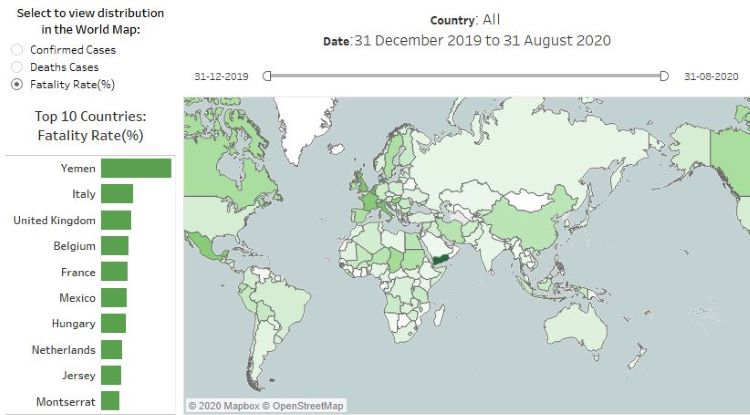 Select to view distribution
in the World Map:
Confirmed Cases
Deaths Cases
Fatality Rate(%)
Country: All
Date:31 December 2019 to 31 August 2020
31-12-2019
31-08-2020
Top 10 Countries:
Fatality Rate(%)
Yemen
Italy
United Kingdom
Belgium
France
Mexico
Hungary
Netherlands
Jersey
Montserrat
© 2020 Mapbox © OpenStreetMap